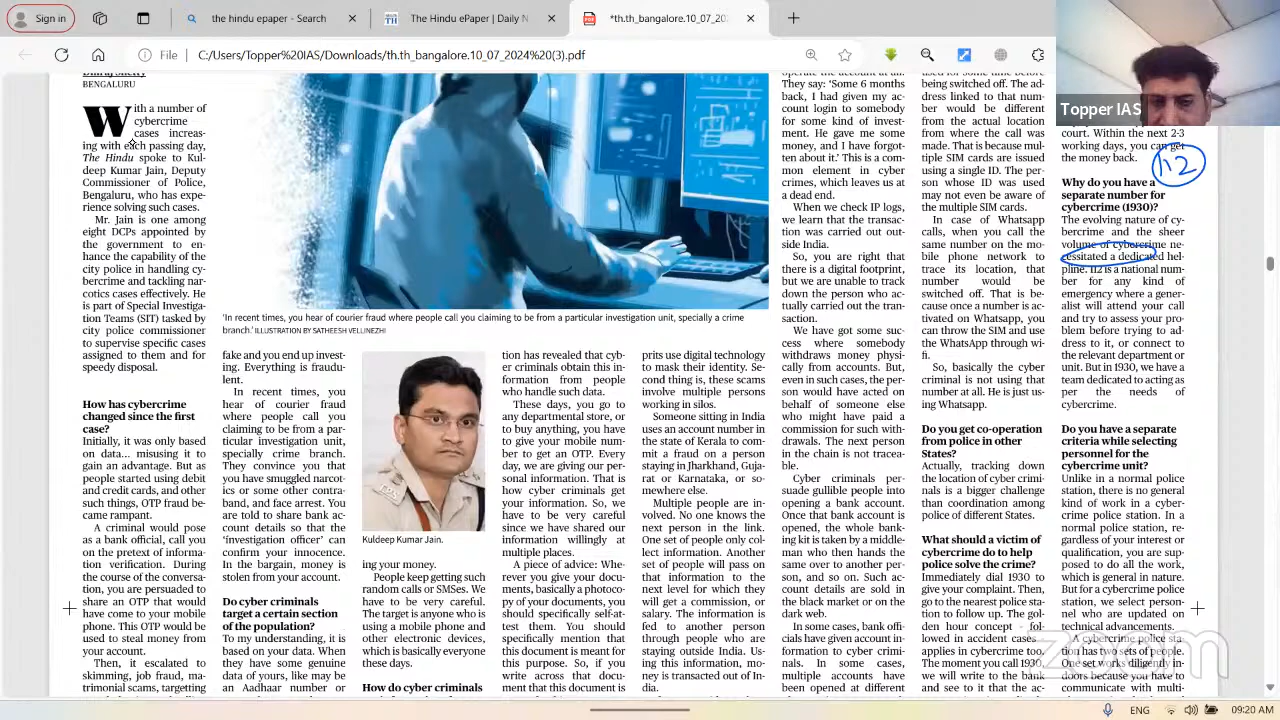 the hindu epaper - Search
The Hindu ePaper | Daily N
*th.th_bangalore.10_07_202
PDF
TH
File
C:/Users/Topper%20IAS/Downloads/th.th_bangalore.10_07_2024%20(3).pdf
Topper IAS
BENGALURU
With a number of
cybercrime
cases increas-
ing with each passing day,
The Hindu spoke to Kul-
deep Kumar Jain, Deputy
Commissioner of Police,
Bengaluru, who has expe-
rience solving such cases.
Mr. Jain is one among
eight DCPs appointed by
the government to en-
hance the capability of the
city police in handling cy-
bercrime and tackling nar-
cotics cases effectively. He
is part of Special Investiga-
tion Teams (SIT) tasked by
city police commissioner
to supervise specific cases
assigned to them and for
speedy disposal.
How has cybercrime
changed since the first
case?
Initially, it was only based
on data... misusing it to
gain an advantage. But as
people started using debit
and credit cards, and other
such things, OTP fraud be-
came rampant.
A criminal would pose
as a bank official, call you
on the pretext of informa-
tion verification. During
the course of the conversa-
tion, you are persuaded to
share an OTP that would
have come to your mobile
phone. This OTP would be
used to steal money from
your account.
Then, it escalated to
skimming, job fraud, ma-
trimonial scams, targeting
'In recent times, you hear of courier fraud where people call you claiming to be from a particular investigation unit, specially a crime
branch.' ILLUSTRATION BY SATHEESH VELLINEZHI
fake and you end up invest-
ing. Everything is fraudu-
lent.
In recent times, you
hear of courier fraud
where people call you
claiming to be from a par-
ticular investigation unit,
specially crime branch.
They convince you that
you have smuggled narcot-
ics or some other contra-
band, and face arrest. You
are told to share bank ac-
count details so that the
'investigation officer' can
confirm your innocence.
In the bargain, money is
stolen from your account.
Do cyber criminals
target a certain section
of the population?
To my understanding, it is
based on your data. When
they have some genuine
data of yours, like may be
an Aadhaar number or
Kuldeep Kumar Jain.
ing your money.
People keep getting such
random calls or SMSes. We
have to be very careful.
The target is anyone who is
using a mobile phone and
other electronic devices,
which is basically everyone
these days.
How do cyber criminals
tion has revealed that cyb-
er criminals obtain this in-
formation from people
who handle such data.
These days, you go to
any departmental store, or
to buy anything, you have
to give your mobile num-
ber to get an OTP. Every
day, we are giving our per-
sonal information. That is
how cyber criminals get
your information. So, we
have to be very careful
since we have shared our
information willingly at
multiple places.
A piece of advice: Whe-
rever you give your docu-
ments, basically a photoco-
py of your documents, you
should specifically self-at-
test them. You should
specifically mention that
this document is meant for
this purpose. So, if you
write across that document
that this document is
prits use digital technology
to mask their identity. Sec-
ond thing is, these scams
involve multiple persons
working in silos.
Someone sitting in India
uses an account number in
the state of Kerala to com-
mit a fraud on a person
staying in Jharkhand, Guja-
rat or Karnataka, or so-
mewhere else.
Multiple people are in-
volved. No one knows the
next person in the link.
One set of people only col-
lect information. Another
set of people will pass on
that information to the
next level for which they
will get a commission, or
salary. The information is
fed to another person
through people who are
staying outside India. Us-
ing this information, mo-
ney is transacted out of In-
dia.
operate the account at all.
They say: 'Some 6 months
back, I had given my ac-
count login to somebody
for some kind of invest-
ment. He gave me some
money, and I have forgot-
ten about it.' This is a com-
mon element in cyber
crimes, which leaves us at
a dead end.
When we check IP logs,
we learn that the transac-
tion was carried out out-
side India.
So, you are right that
there is a digital footprint,
but we are unable to track
down the person who ac-
tually carried out the tran-
saction.
We have got some suc-
cess where somebody
withdraws money physi-
cally from accounts. But,
even in such cases, the per-
son would have acted on
behalf of someone else
who might have paid a
commission for such with-
drawals. The next person
in the chain is not tracea-
ble.
Cyber criminals per-
suade gullible people into
opening a bank account.
Once that bank account is
opened, the whole bank-
ing kit is taken by a middle-
man who then hands the
same over to another per-
son, and so on. Such ac-
count details are sold in
the black market or on the
dark web.
In some cases, bank offi-
cials have given account in-
formation to cyber crimi-
nals. In some cases,
multiple accounts have
been opened at different
being switched off. The ad-
dress linked to that num-
ber would be different
from the actual location
from where the call was
made. That is because mul-
tiple SIM cards are issued
using a single ID. The per-
son whose ID was used
may not even be aware of
the multiple SIM cards.
In case of Whatsapp
calls, when you call the
same number on the mo-
bile phone network to
trace its location, that
number would be
switched off. That is be-
cause once a number is ac-
tivated on Whatsapp, you
can throw the SIM and use
the WhatsApp through wi-
fi.
So, basically the cyber
criminal is not using that
number at all. He is just us-
ing Whatsapp.
Do you get co-operation
from police in other
States?
Actually, tracking down
the location of cyber crimi-
nals is a bigger challenge
than coordination among
police of different States.
What should a victim of
cybercrime do to help
police solve the crime?
Immediately dial 1930 to
give your complaint. Then,
go to the nearest police sta-
tion to follow up. The gol-
den hour concept - fol-
lowed in accident cases -
applies in cybercrime too.
The moment you call 1930,
we will write to the bank
and see to it that the ac-
court. Within the next 2-3
working days, you can get
the money back.
112
Why do you have a
separate number for
cybercrime (1930)?
The evolving nature of cy-
bercrime and the sheer
volume of cybercrime ne-
cessitated a dedicated hel-
pline. 112 is a national num-
ber for any kind of
emergency where a gener-
alist will attend your call
and try to assess your pro-
blem before trying to ad-
dress to it, or connect to
the relevant department or
unit. But in 1930, we have a
team dedicated to acting as
per the needs of
cybercrime.
Do you have a separate
criteria while selecting
personnel for the
cybercrime unit?
Unlike in a normal police
station, there is no general
kind of work in a cyber-
crime police station. In a
normal police station, re-
gardless of your interest or
qualification, you are sup-
posed to do all the work,
which is general in nature.
But for a cybercrime police
station, we select person-
nel who are updated on
technical advancements.
A cybercrime police sta-
tion has two sets of people.
One set works diligently in-
doors because you have to
communicate with multi-
zoom
ENG
09:20 AM